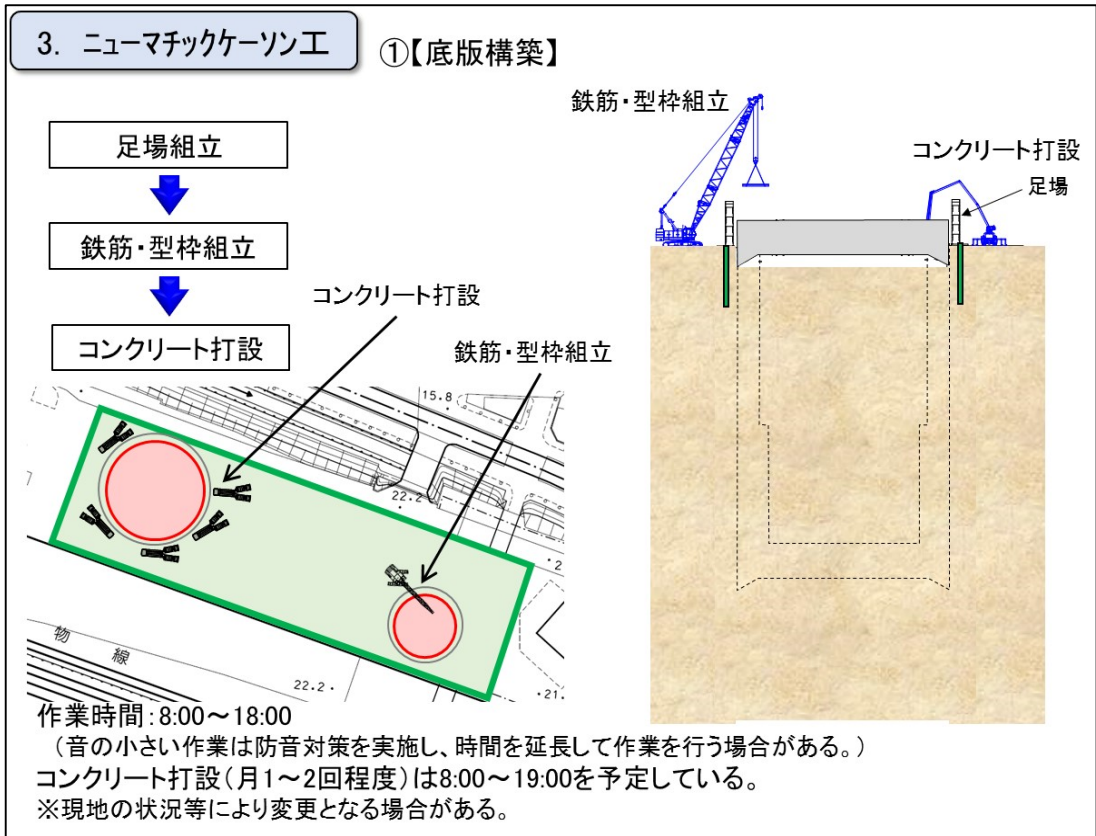 3. ニューマチックケーソン工
①【底版構築】
足場組立
鉄筋・型枠組立
コンクリート打設
コンクリート打設
鉄筋・型枠組立
15.8
22.2
2
物線
22.2
21.
鉄筋・型枠組立
コンクリート打設
足場
作業時間:8:00～18:00
(音の小さい作業は防音対策を実施し、時間を延長して作業を行う場合がある。)
コンクリート打設(月1～2回程度)は8:00～19:00を予定している。
※現地の状況等により変更となる場合がある。